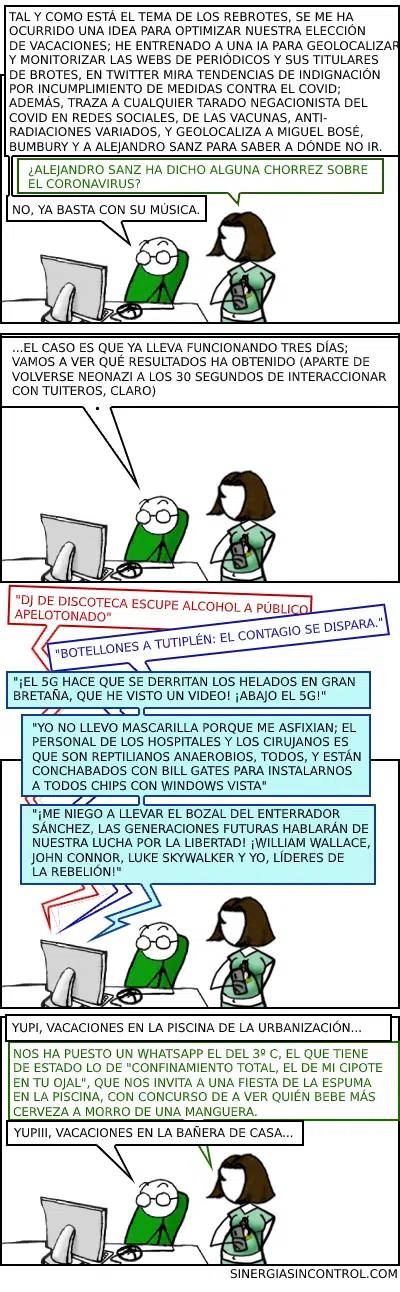 TAL Y COMO ESTÁ EL TEMA DE LOS REBROTES, SE ME HA
OCURRIDO UNA IDEA PARA OPTIMIZAR NUESTRA ELECCIÓN
DE VACACIONES; HE ENTRENADO A UNA IA PARA GEOLOCALIZAR
Y MONITORIZAR LAS WEBS DE PERIÓDICOS Y SUS TITULARES
DE BROTES, EN TWITTER MIRA TENDENCIAS DE INDIGNACIÓN
POR INCUMPLIMIENTO DE MEDIDAS CONTRA EL COVID;
ADEMÁS, TRAZA A CUALQUIER TARADO NEGACIONISTA DEL
COVID EN REDES SOCIALES, DE LAS VACUNAS, ANTI-
RADIACIONES VARIADOS, Y GEOLOCALIZA A MIGUEL BOSÉ,
BUMBURY Y A ALEJANDRO SANZ PARA SABER A DÓNDE NO IR.
¿ALEJANDRO SANZ HA DICHO ALGUNA CHORREZ SOBRE
EL CORONAVIRUS?
NO, YA BASTA CON SU MÚSICA.
...EL CASO ES QUE YA LLEVA FUNCIONANDO TRES DÍAS;
VAMOS A VER QUÉ RESULTADOS HA OBTENIDO (APARTE DE
VOLVERSE NEONAZI A LOS 30 SEGUNDOS DE INTERACCIONAR
CON TUITEROS, CLARO)
"DJ DE DISCOTECA ESCUPE ALCOHOL A PÚBLICO
APELOTONADO"
"BOTELLONES A TUTIPLÉN: EL CONTAGIO SE DISPARA."
"¡EL 5G HACE QUE SE DERRITAN LOS HELADOS EN GRAN
BRETAÑA, QUE HE VISTO UN VIDEO! ¡ABAJO EL 5G!"
"YO NO LLEVO MASCARILLA PORQUE ME ASFIXIAN; EL
PERSONAL DE LOS HOSPITALES Y LOS CIRUJANOS ES
QUE SON REPTILIANOS ANAEROBIOS, TODOS, Y ESTÁN
CONCHABADOS CON BILL GATES PARA INSTALARNOS
A TODOS CHIPS CON WINDOWS VISTA"
"¡ME NIEGO A LLEVAR EL BOZAL DEL ENTERRADOR
SÁNCHEZ, LAS GENERACIONES FUTURAS HABLARÁN DE
NUESTRA LUCHA POR LA LIBERTAD! ¡WILLIAM WALLACE,
JOHN CONNOR, LUKE SKYWALKER Y YO, LÍDERES DE
LA REBELIÓN!"
YUPI, VACACIONES EN LA PISCINA DE LA URBANIZACIÓN...
NOS HA PUESTO UN WHATSAPP EL DEL 3º C, EL QUE TIENE
DE ESTADO LO DE "CONFINAMIENTO TOTAL, EL DE MI CIPOTE
EN TU OJAL", QUE NOS INVITA A UNA FIESTA DE LA ESPUMA
EN LA PISCINA, CON CONCURSO DE A VER QUIÉN BEBE MÁS
CERVEZA A MORRO DE UNA MANGUERA.
YUPIII, VACACIONES EN LA BAÑERA DE CASA...
SINERGIASINCONTROL.COM